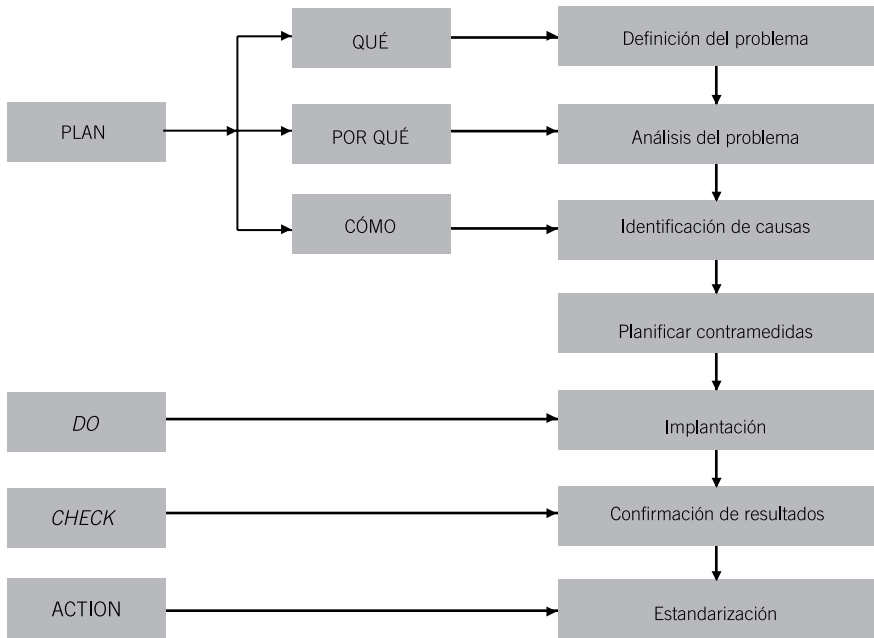 QUÉ
Definición del problema
PLAN
POR QUÉ
Análisis del problema
CÓMO
Identificación de causas
Planificar contramedidas
DO
Implantación
CHECK
Confirmación de resultados
ACTION
Estandarización